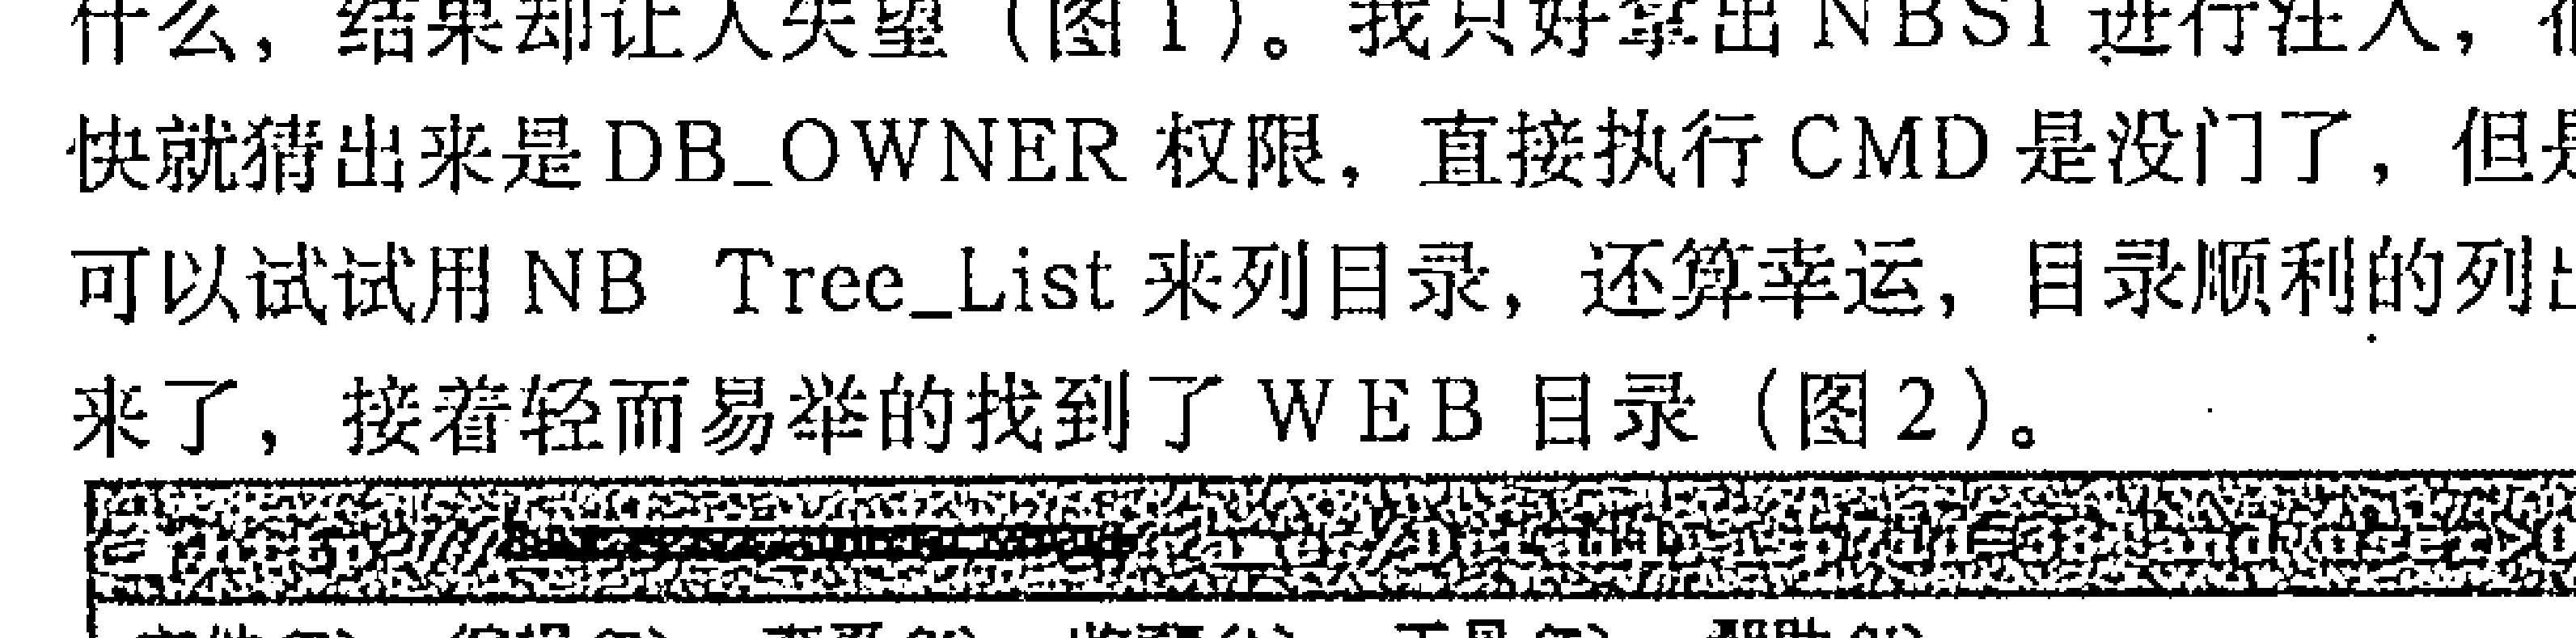 什么，结果却让人失望（图1）。我只好拿出NBSI进行注入，很
快就猜出来是DB_OWNER权限，直接执行CMD是没门了，但是
可以试试用NB Tree_List来列目录，还算幸运，目录顺利的列出
来了，接着轻而易举的找到了WEB目录（图2）。
http://